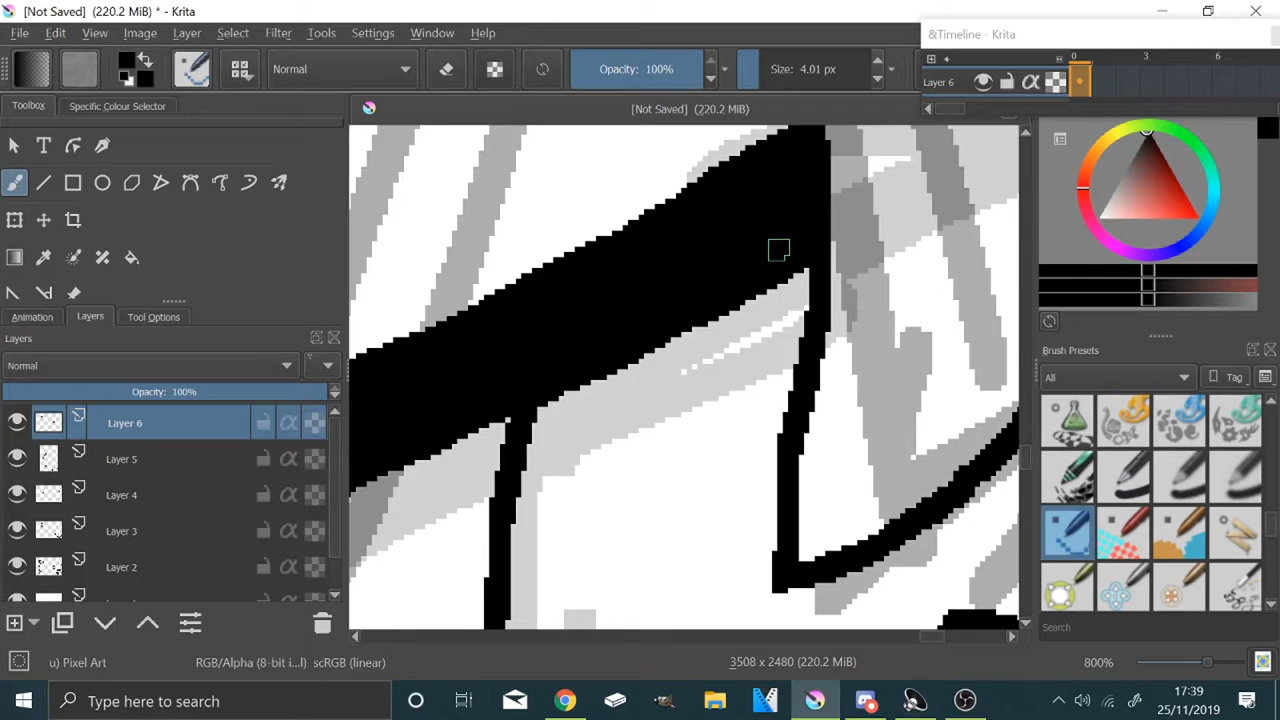 [Not Saved] (220.2 MiB) * - Krita
&Timeline - Krita
File Edit View Image Layer Select Filter Tools Settings Window Help
0 3 6
Normal
Opacity: 100%
Size: 4.01 px
Layer 6
Toolbox
Specific Colour Selector
[Not Saved] (220.2 MiB)
Animation
Layers
Tool Options
Layers
Normal
Opacity: 100%
Layer 6
Layer 5
Layer 4
Layer 3
Layer 2
Brush Presets
All
Tag
Search
u) Pixel Art
RGB/Alpha (8-bit i...l) scRGB (linear)
3508 x 2480 (220.2 MiB)
800%
Type here to search
17:39
25/11/2019